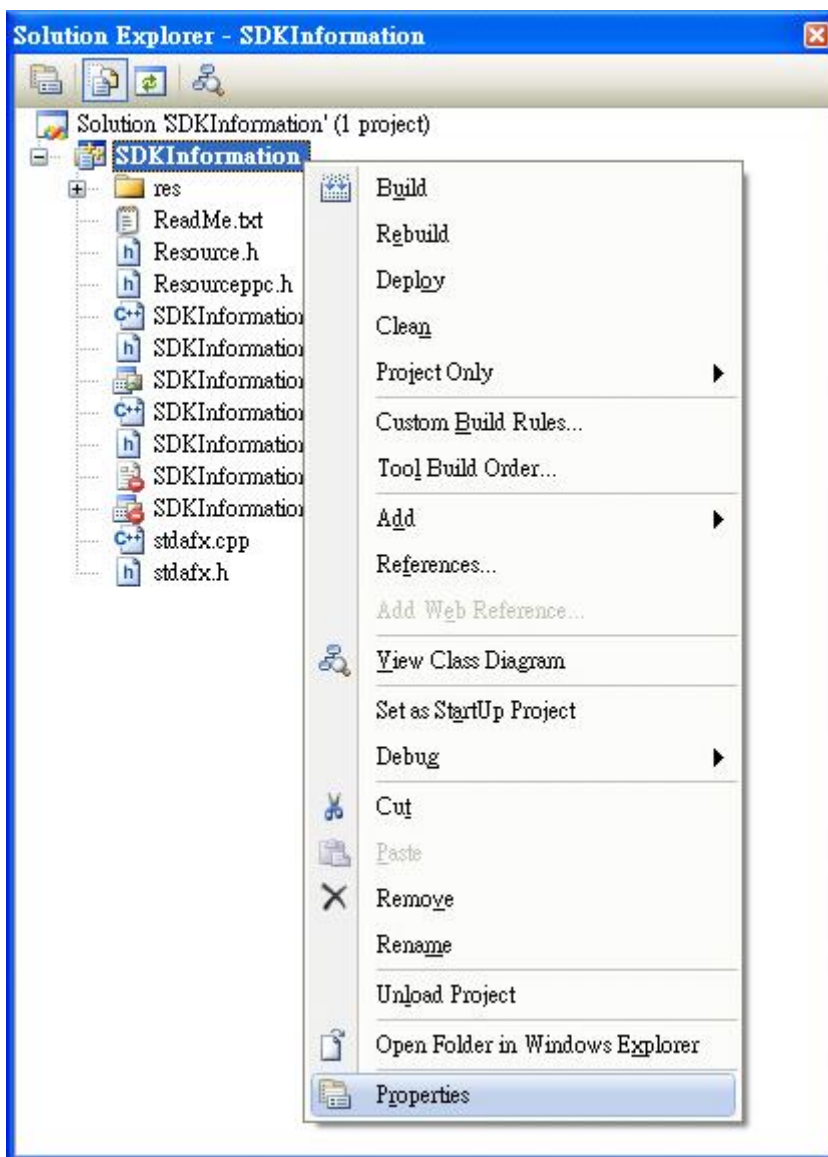 Solution Explorer - SDKInformation
Solution 'SDKInformation' (1 project)
SDKInformation
res
ReadMe.txt
Resource.h
Resourceppc.h
SDKInformation
SDKInformation
SDKInformation
SDKInformation
SDKInformation
SDKInformation
SDKInformation
stdafx.cpp
stdafx.h
Build
Rebuild
Deploy
Clean
Project Only
Custom Build Rules...
Tool Build Order...
Add
References...
Add Web Reference...
View Class Diagram
Set as StartUp Project
Debug
Cut
Paste
Remove
Rename
Unload Project
Open Folder in Windows Explorer
Properties